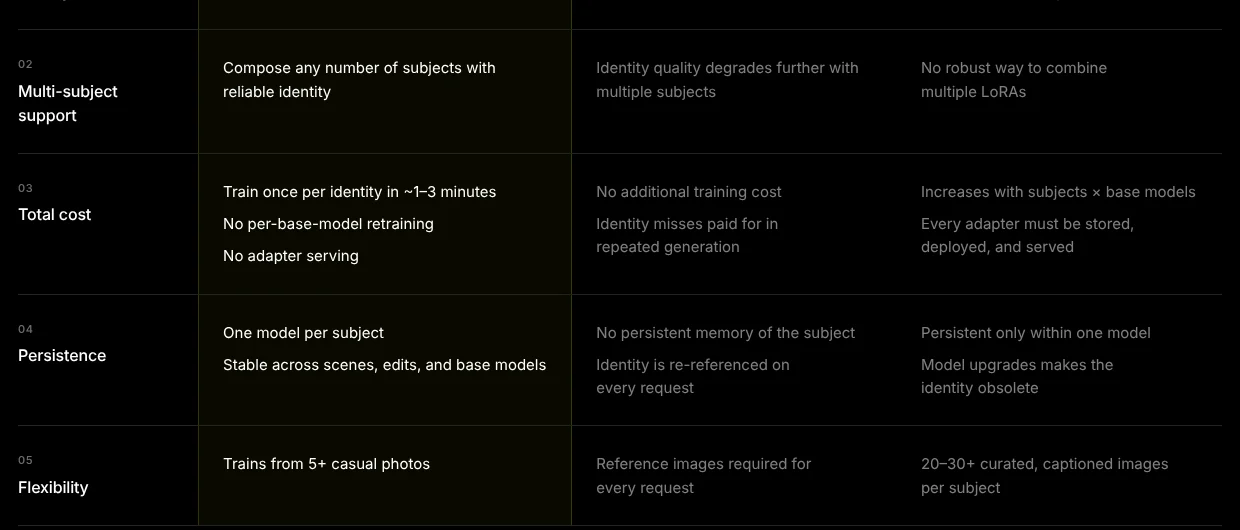 02
Multi-subject
support
Compose any number of subjects with
reliable identity
Identity quality degrades further with
multiple subjects
No robust way to combine
multiple LoRAs
03
Total cost
Train once per identity in ~1–3 minutes
No per-base-model retraining
No adapter serving
No additional training cost
Identity misses paid for in
repeated generation
Increases with subjects × base models
Every adapter must be stored,
deployed, and served
04
Persistence
One model per subject
Stable across scenes, edits, and base models
No persistent memory of the subject
Identity is re-referenced on
every request
Persistent only within one model
Model upgrades makes the
identity obsolete
05
Flexibility
Trains from 5+ casual photos
Reference images required for
every request
20–30+ curated, captioned images
per subject